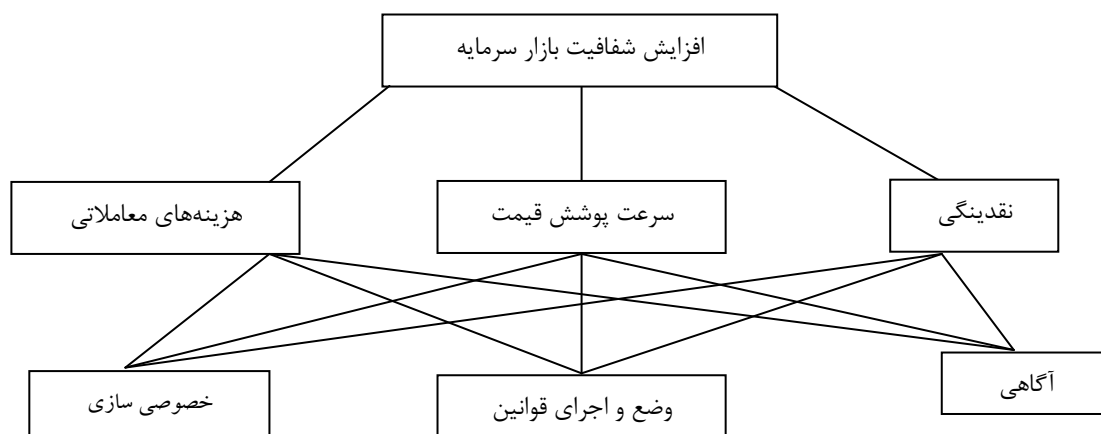 افزایش شفافیت بازار سرمایه
نقدینگی
سرعت پوشش قیمت
هزینه‌های معاملاتی
آگاهی
وضع و اجرای قوانین
خصوصی سازی